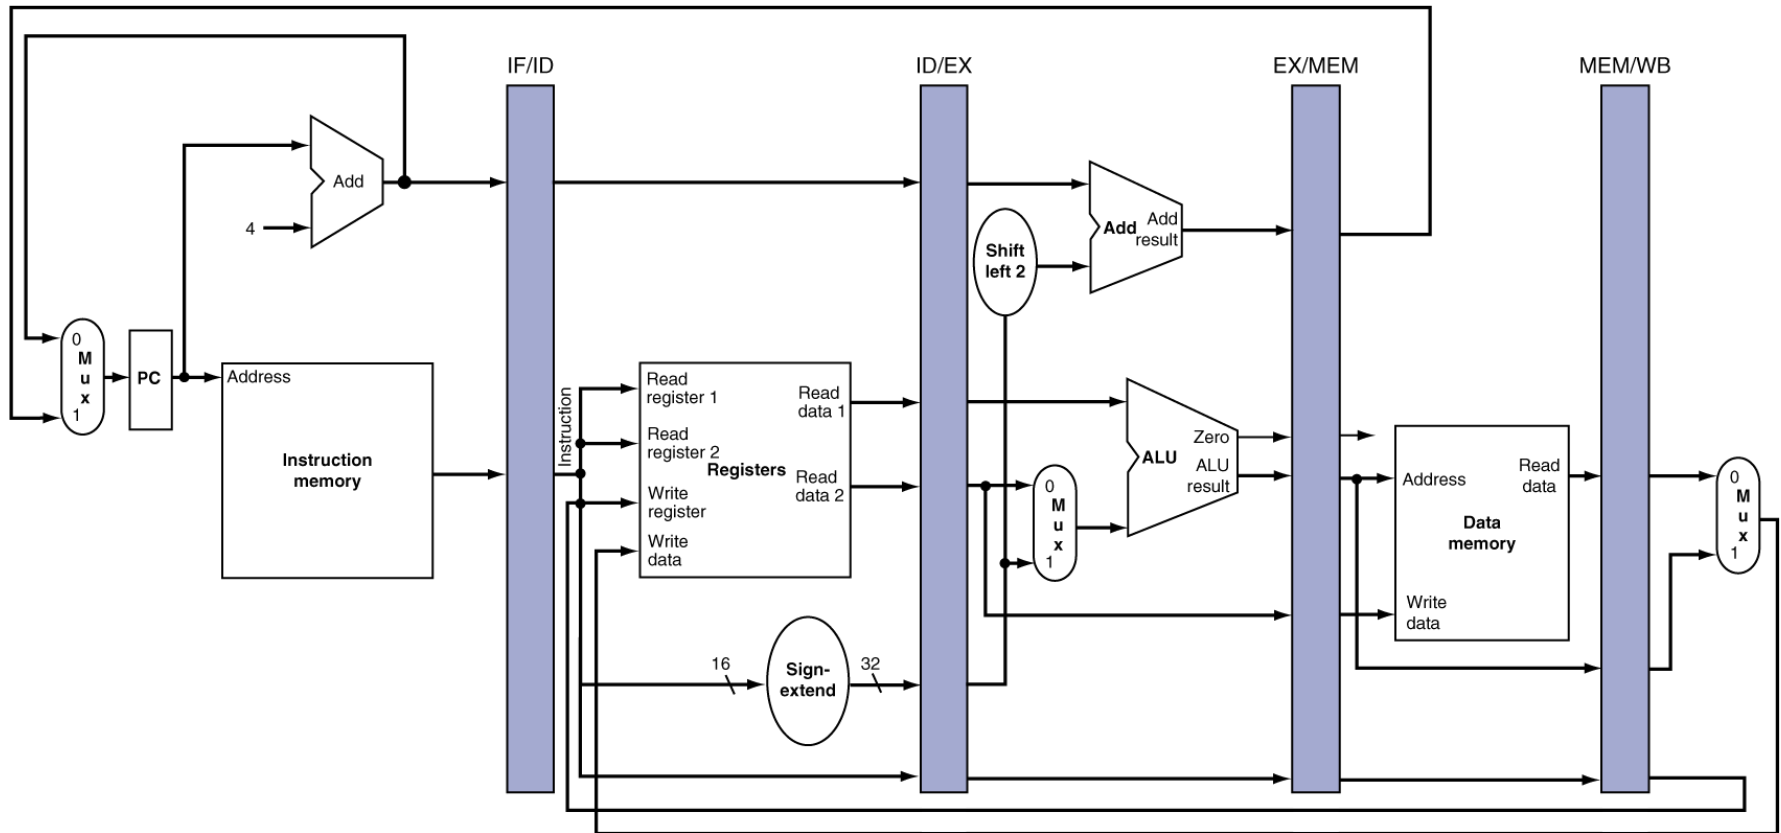 IF/ID
ID/EX
EX/MEM
MEM/WB
Add
4
Add
Add
result
Shift
left 2
0
M
u
x
1
PC
Address
Instruction
memory
Instruction
Read
register 1
Read
register 2
Write
register
Write
data
Registers
Read
data 1
Read
data 2
0
M
u
x
1
ALU
Zero
ALU
result
Address
Read
data
Data
memory
Write
data
0
M
u
x
1
16
Sign-
extend
32